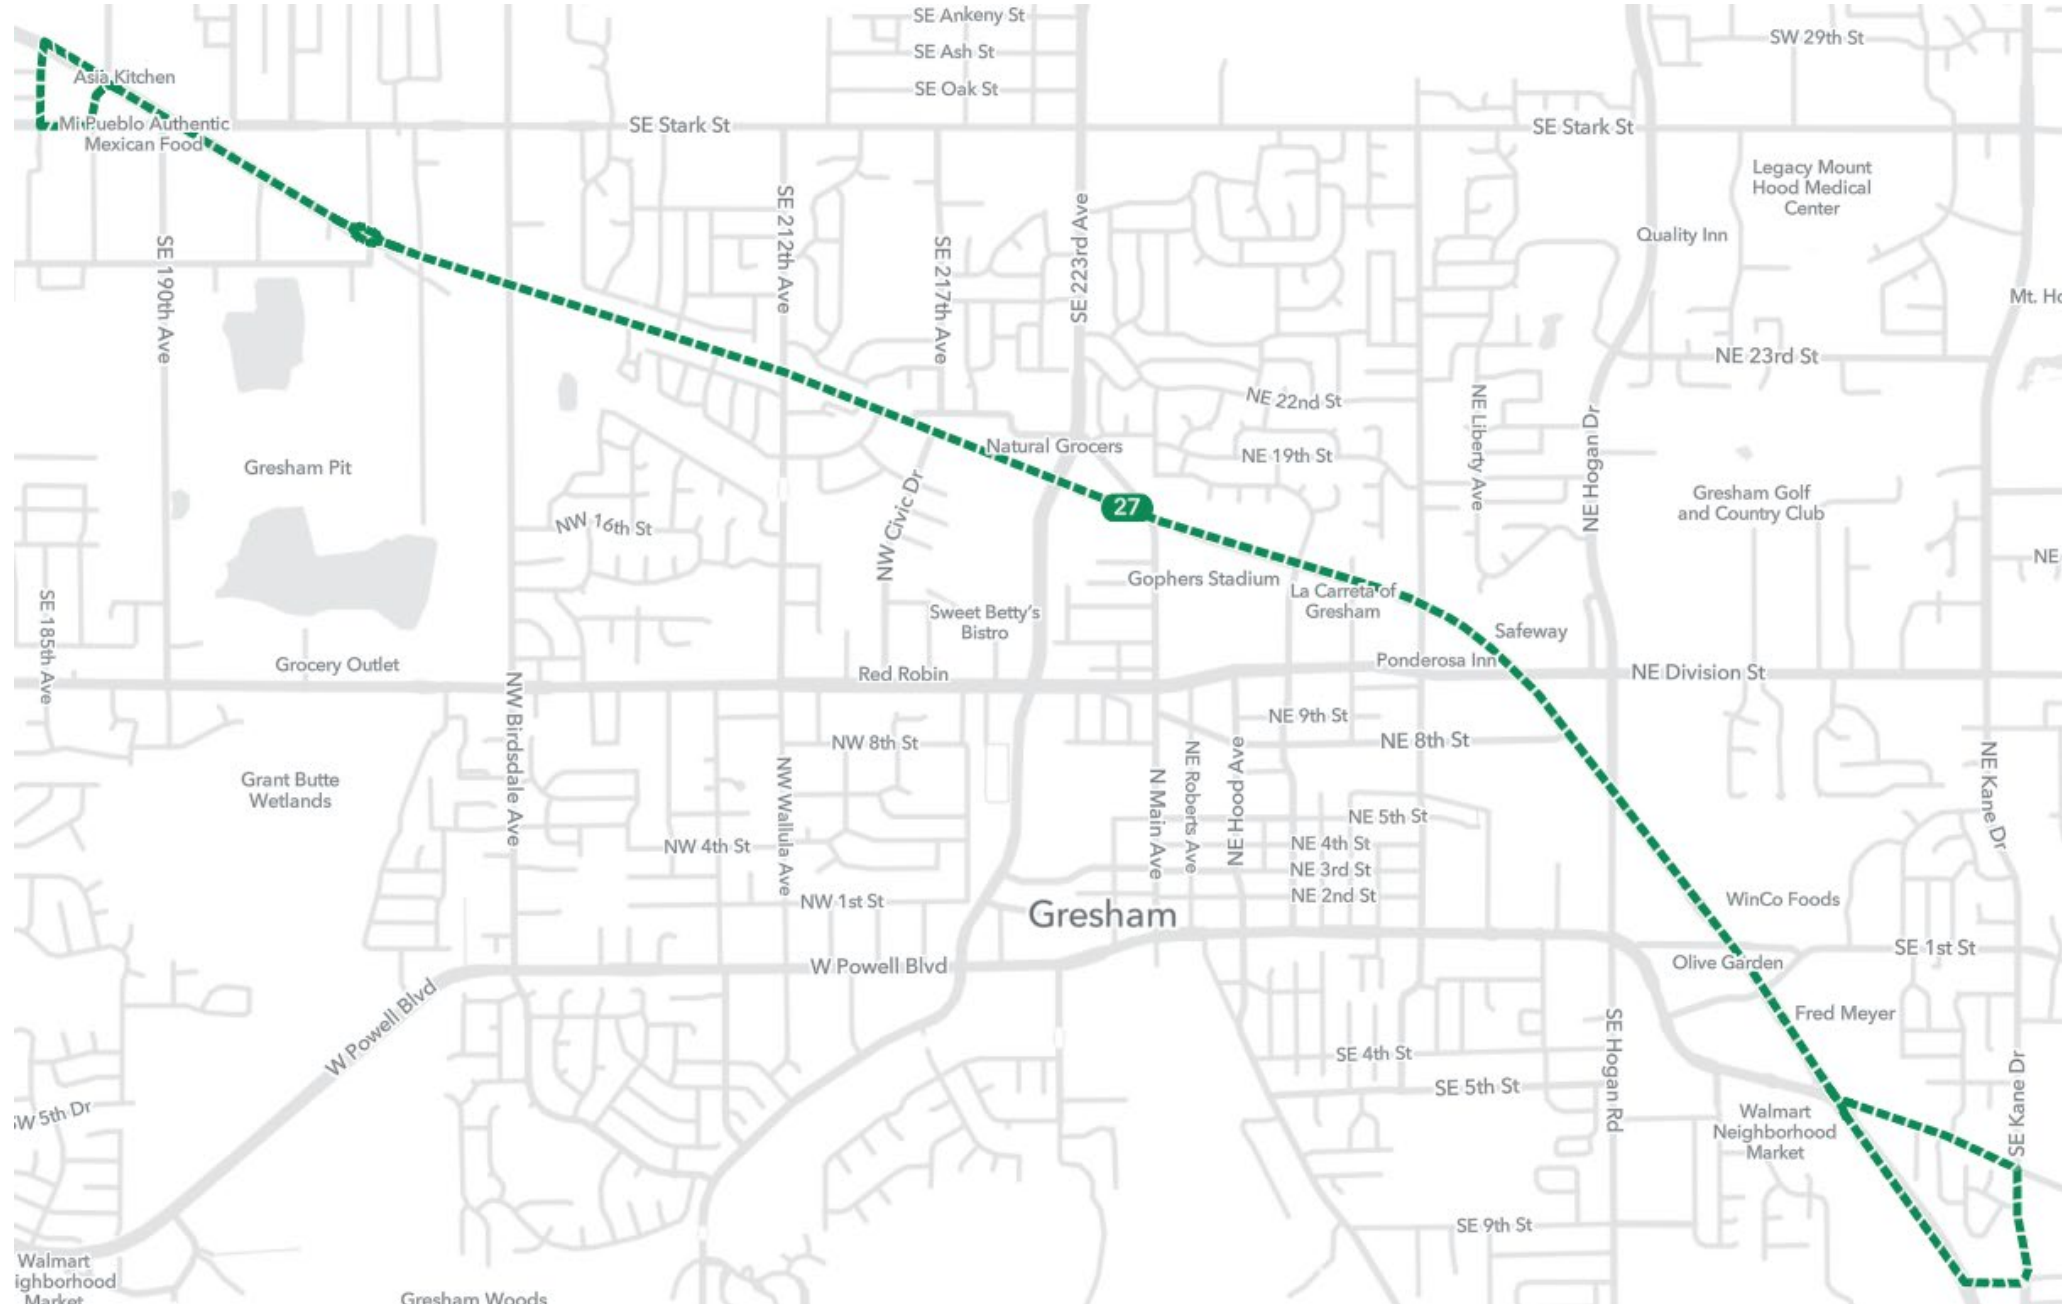 SE Ankeny St
SW 29th St
SE Ash St
Asia Kitchen
SE Oak St
Mi Pueblo Authentic
Mexican Food
SE Stark St
SE Stark St
Legacy Mount
Hood Medical
Center
SE 190th Ave
SE 212th Ave
SE 217th Ave
SE 223rd Ave
Quality Inn
Mt. Ho
NE 23rd St
NE 22nd St
NE Liberty Ave
NE Hogan Dr
Natural Grocers
NE 19th St
Gresham Pit
NW Civic Dr
27
Gresham Golf
and Country Club
NW 16th St
NE
Gophers Stadium
La Carreta of
Gresham
SE 185th Ave
Sweet Betty's
Bistro
Safeway
Grocery Outlet
Red Robin
Ponderosa Inn
NE Division St
NW Birdsdale Ave
NE 9th St
NW 8th St
NE 8th St
Grant Butte
Wetlands
NW Wallula Ave
N Main Ave
NE Roberts Ave
NE Hood Ave
NE Kane Dr
NE 5th St
NW 4th St
NE 4th St
NE 3rd St
NE 2nd St
NW 1st St
WinCo Foods
Gresham
SE 1st St
W Powell Blvd
Olive Garden
W Powell Blvd
Fred Meyer
SE Hogan Rd
SE 4th St
SE 5th St
SE Kane Dr
SW 5th Dr
Walmart
Neighborhood
Market
SE 9th St
Walmart
ighborhood
Market
Gresham Woods